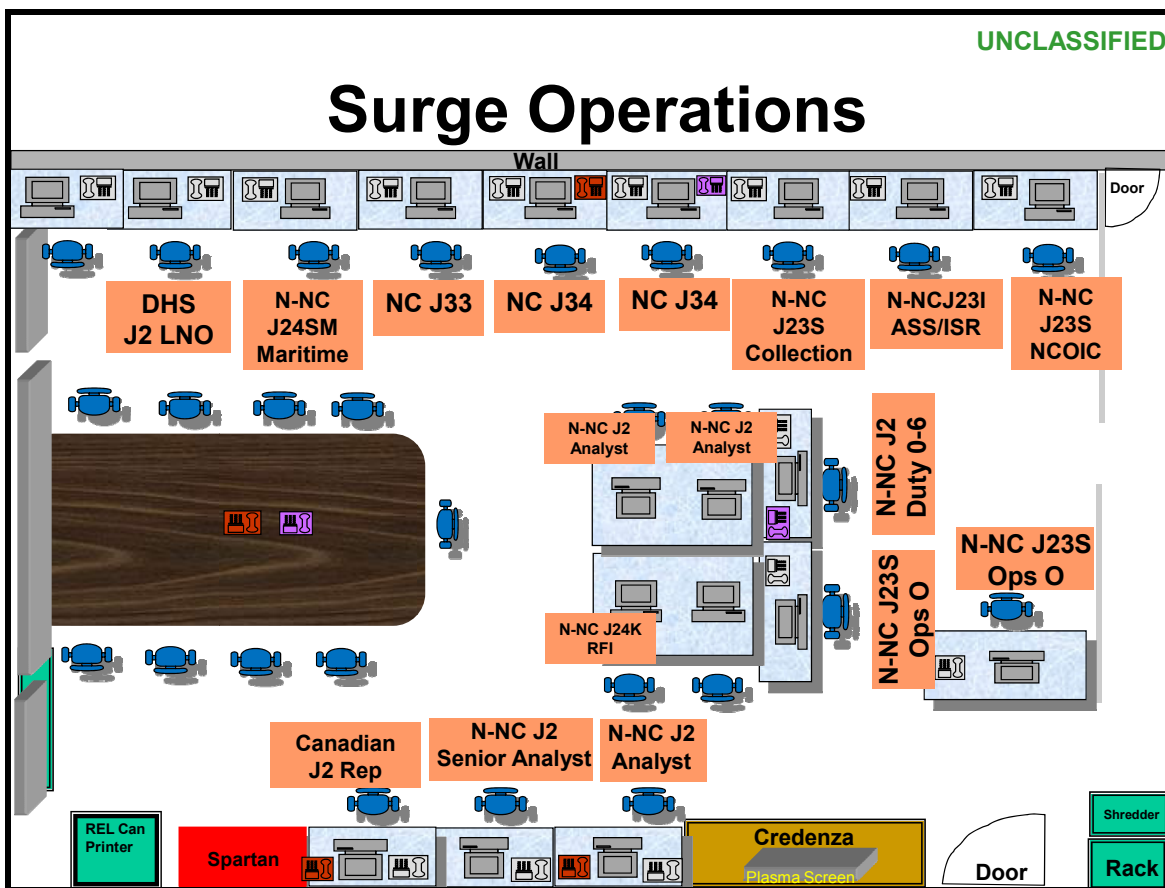 UNCLASSIFIED
Surge Operations
Wall
Door
DHS
J2 LNO
N-NC
J24SM
Maritime
NC J33
NC J34
NC J34
N-NC
J23S
Collection
N-NCJ23I
ASS/ISR
N-NC
J23S
NCOIC
N-NC J2
Analyst
N-NC J2
Analyst
N-NC J2
Duty 0-6
N-NC J23S
Ops O
N-NC J23S
Ops O
N-NC J24K
RFI
Canadian
J2 Rep
N-NC J2
Senior Analyst
N-NC J2
Analyst
REL Can
Printer
Spartan
Credenza
Plasma Screen
Door
Shredder
Rack